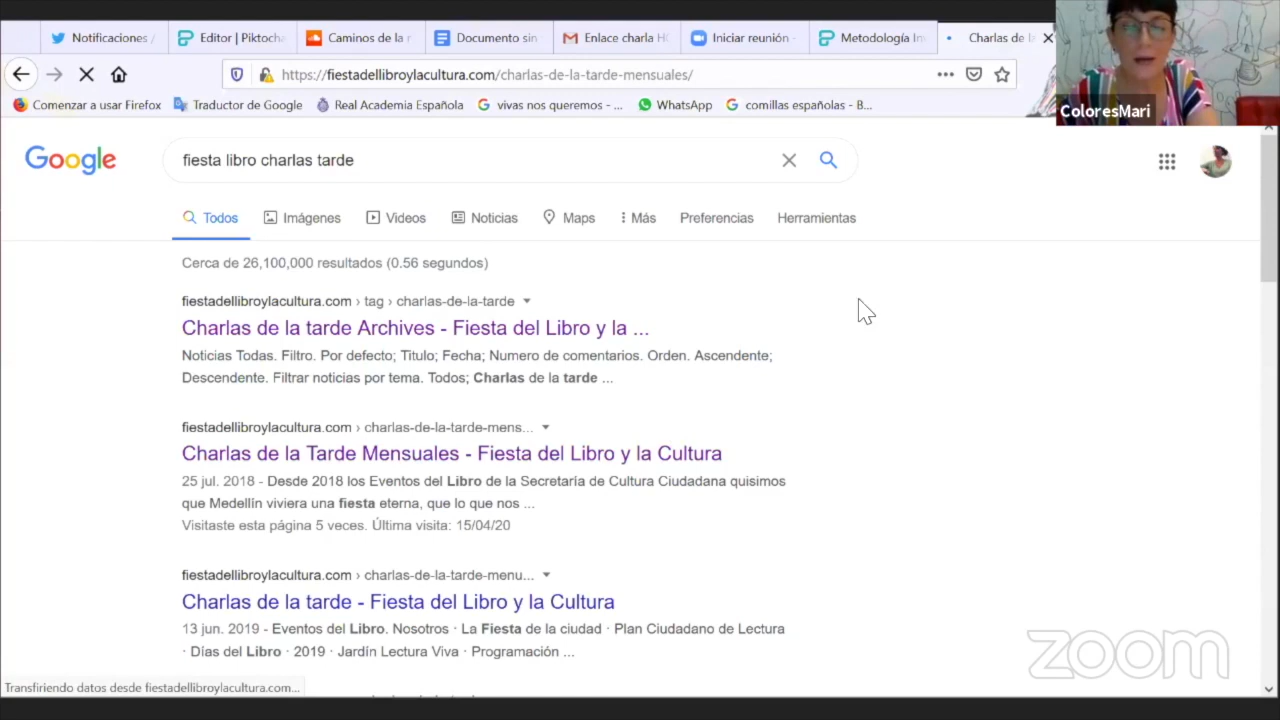 Notificaciones /
Editor | Piktocha
Caminos de la r
Documento sin
Enlace charla H
Iniciar reunión -
Metodología In
Charlas de la
https://fiestadellibroylacultura.com/charlas-de-la-tarde-mensuales/
Comenzar a usar Firefox
Traductor de Google
Real Academia Española
vivas nos queremos - ...
WhatsApp
comillas españolas - B...
ColoresMari
Google
fiesta libro charlas tarde
Todos
Imágenes
Videos
Noticias
Maps
Más
Preferencias
Herramientas
Cerca de 26,100,000 resultados (0.56 segundos)
fiestadellibroylacultura.com › tag › charlas-de-la-tarde
Charlas de la tarde Archives - Fiesta del Libro y la ...
Noticias Todas. Filtro. Por defecto; Titulo; Fecha; Numero de comentarios. Orden. Ascendente;
Descendente. Filtrar noticias por tema. Todos; Charlas de la tarde ...
fiestadellibroylacultura.com › charlas-de-la-tarde-mens...
Charlas de la Tarde Mensuales - Fiesta del Libro y la Cultura
25 jul. 2018 - Desde 2018 los Eventos del Libro de la Secretaría de Cultura Ciudadana quisimos
que Medellín viviera una fiesta eterna, que lo que nos ...
Visitaste esta página 5 veces. Última visita: 15/04/20
fiestadellibroylacultura.com › charlas-de-la-tarde-menu...
Charlas de la tarde - Fiesta del Libro y la Cultura
13 jun. 2019 - Eventos del Libro. Nosotros · La Fiesta de la ciudad · Plan Ciudadano de Lectura
· Días del Libro · 2019 · Jardín Lectura Viva · Programación ...
zoom
Transfiriendo datos desde fiestadellibroylacultura.com...